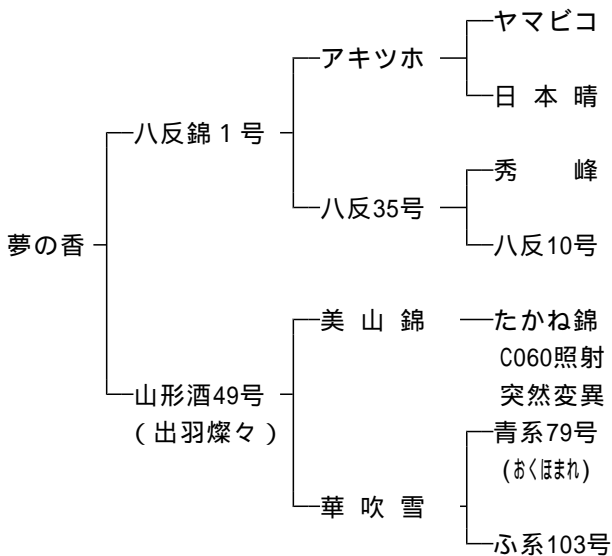 ヤマビコ
アキツホ
日本晴
八反錦1号
秀峰
八反35号
夢の香
八反10号
美山錦
たかね錦
CO60照射
山形酒49号
突然変異
(出羽燦々)
青系79号
(おくほまれ)
華吹雪
ふ系103号